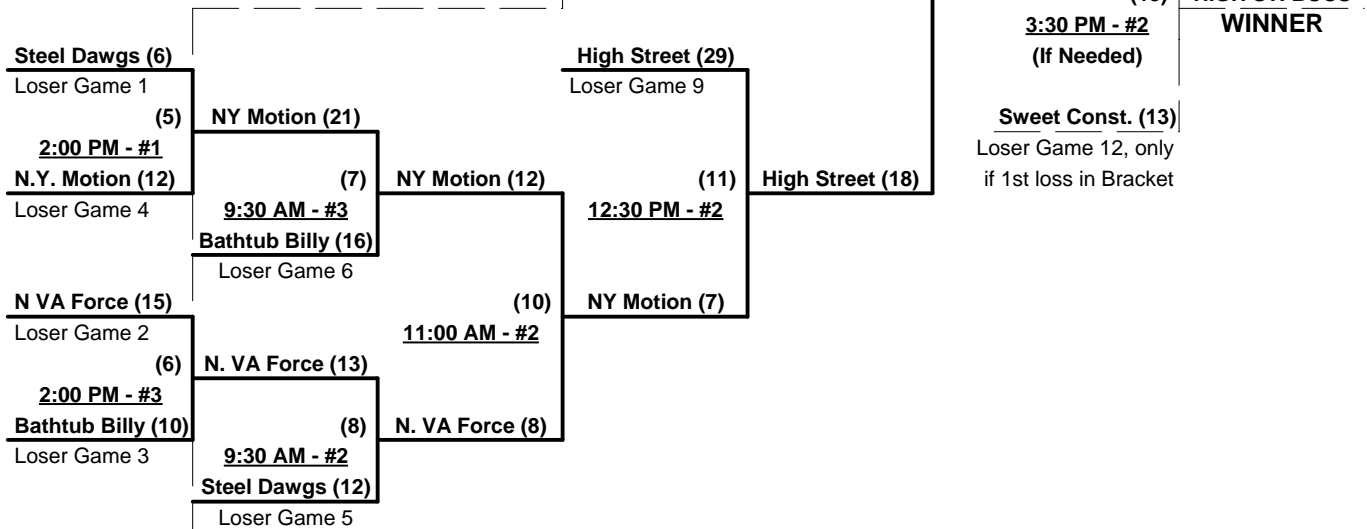 3:30 PM - #2
WINNER
(If Needed)
Steel Dawgs (6)
Loser Game 1
High Street (29)
Loser Game 9
(5)
NY Motion (21)
2:00 PM - #1
Sweet Const. (13)
Loser Game 12, only
if 1st loss in Bracket
N.Y. Motion (12)
Loser Game 4
(7)
NY Motion (12)
9:30 AM - #3
Bathtub Billy (16)
Loser Game 6
(11)
High Street (18)
12:30 PM - #2
N VA Force (15)
Loser Game 2
(10)
NY Motion (7)
11:00 AM - #2
(6)
N. VA Force (13)
2:00 PM - #3
Bathtub Billy (10)
Loser Game 3
(8)
N. VA Force (8)
9:30 AM - #2
Steel Dawgs (12)
Loser Game 5